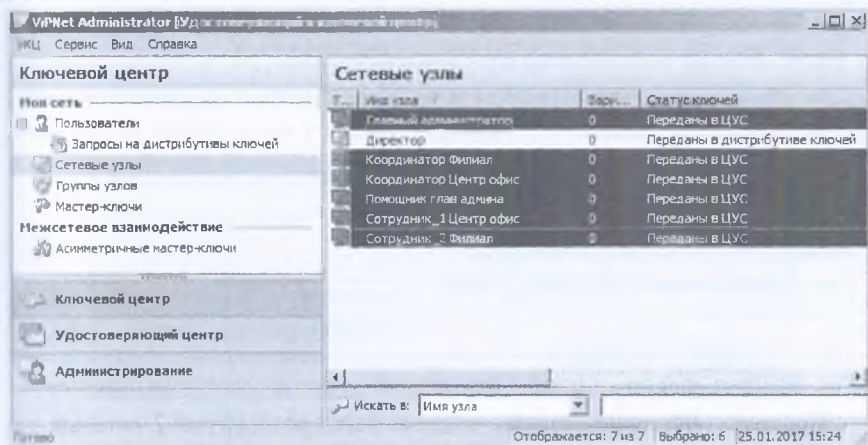 ViPNet Administrator [Удостоверяющий и ключевой центр]
УКЦ Сервис Вид Справка
Ключевой центр
Моя сеть
Пользователи
Запросы на дистрибутивы ключей
Сетевые узлы
Группы узлов
Мастер-ключи
Межсетевое взаимодействие
Асимметричные мастер-ключи
Ключевой центр
Удостоверяющий центр
Администрирование
Сетевые узлы
Т... Имя узла / Вари... Статус ключей
Главный администратор 0 Переданы в ЦУС
Директор 0 Переданы в дистрибутиве ключей
Координатор Филиал 0 Переданы в ЦУС
Координатор Центр офис 0 Переданы в ЦУС
Помощник глав админа 0 Переданы в ЦУС
Сотрудник_1 Центр офис 0 Переданы в ЦУС
Сотрудник_2 Филиал 0 Переданы в ЦУС
Искать в: Имя узла
Готово Отображается: 7 из 7 Выбрано: 6 25.01.2017 15:24